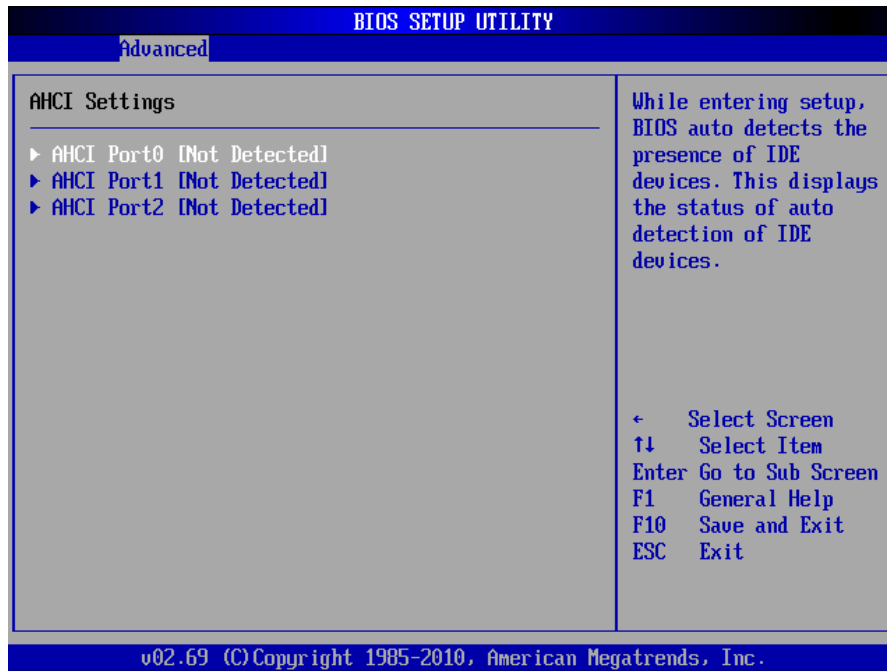 BIOS SETUP UTILITY
Advanced
AHCI Settings
▶ AHCI Port0 [Not Detected]
▶ AHCI Port1 [Not Detected]
▶ AHCI Port2 [Not Detected]
While entering setup,
BIOS auto detects the
presence of IDE
devices. This displays
the status of auto
detection of IDE
devices.
← Select Screen
↑↓ Select Item
Enter Go to Sub Screen
F1 General Help
F10 Save and Exit
ESC Exit
v02.69 (C)Copyright 1985-2010, American Megatrends, Inc.